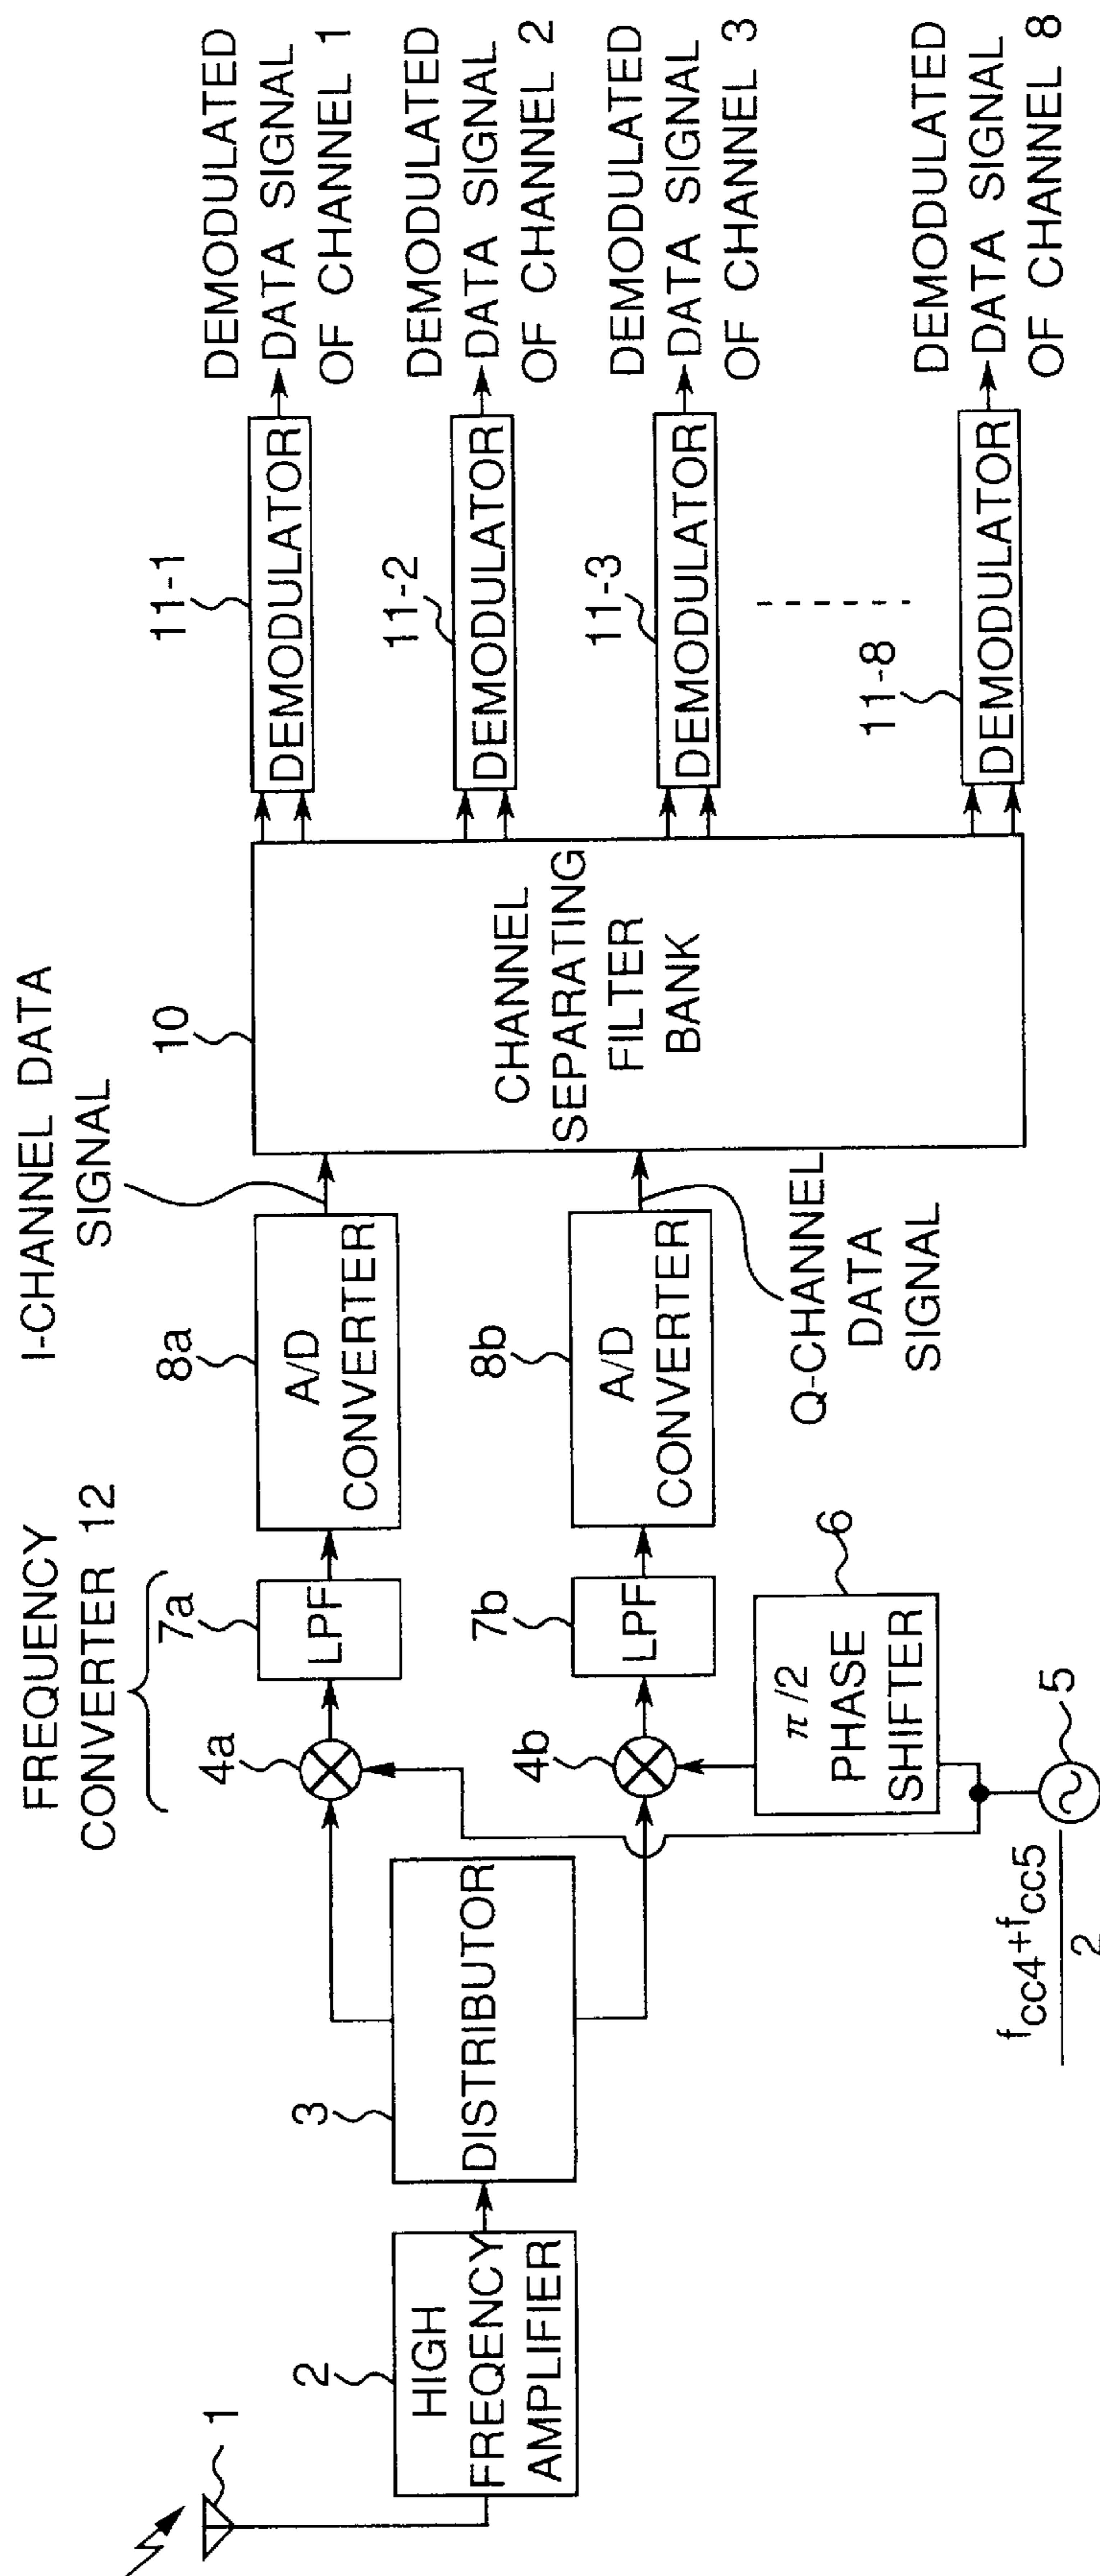 1
2
HIGH
FREQENCY
AMPLIFIER
3
DISTRIBUTOR
FREQUENCY
CONVERTER 12
4a
4b
7a
LPF
7b
LPF
π/2
PHASE
SHIFTER
6
5
fcc4+fcc5
2
8a
A/D
CONVERTER
8b
A/D
CONVERTER
I-CHANNEL DATA
SIGNAL
Q-CHANNEL
DATA
SIGNAL
10
CHANNEL
SEPARATING
FILTER
BANK
11-1
DEMODULATOR
DEMODULATED
DATA SIGNAL
OF CHANNEL 1
11-2
DEMODULATOR
DEMODULATED
DATA SIGNAL
OF CHANNEL 2
11-3
DEMODULATOR
DEMODULATED
DATA SIGNAL
OF CHANNEL 3
11-8
DEMODULATOR
DEMODULATED
DATA SIGNAL
OF CHANNEL 8